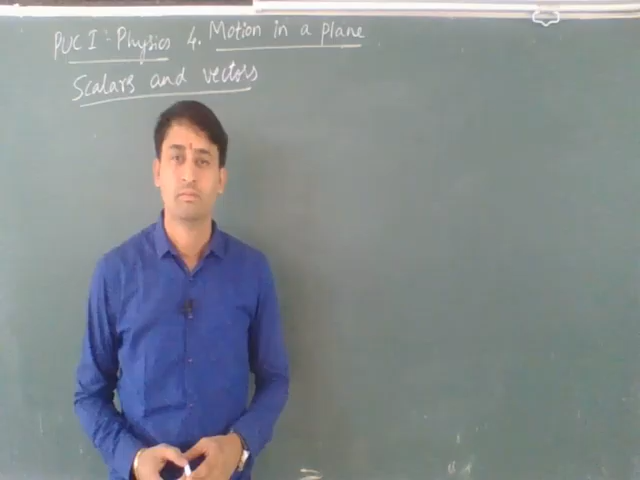 PUC I : Physics 4. Motion in a plane
Scalars and vectors